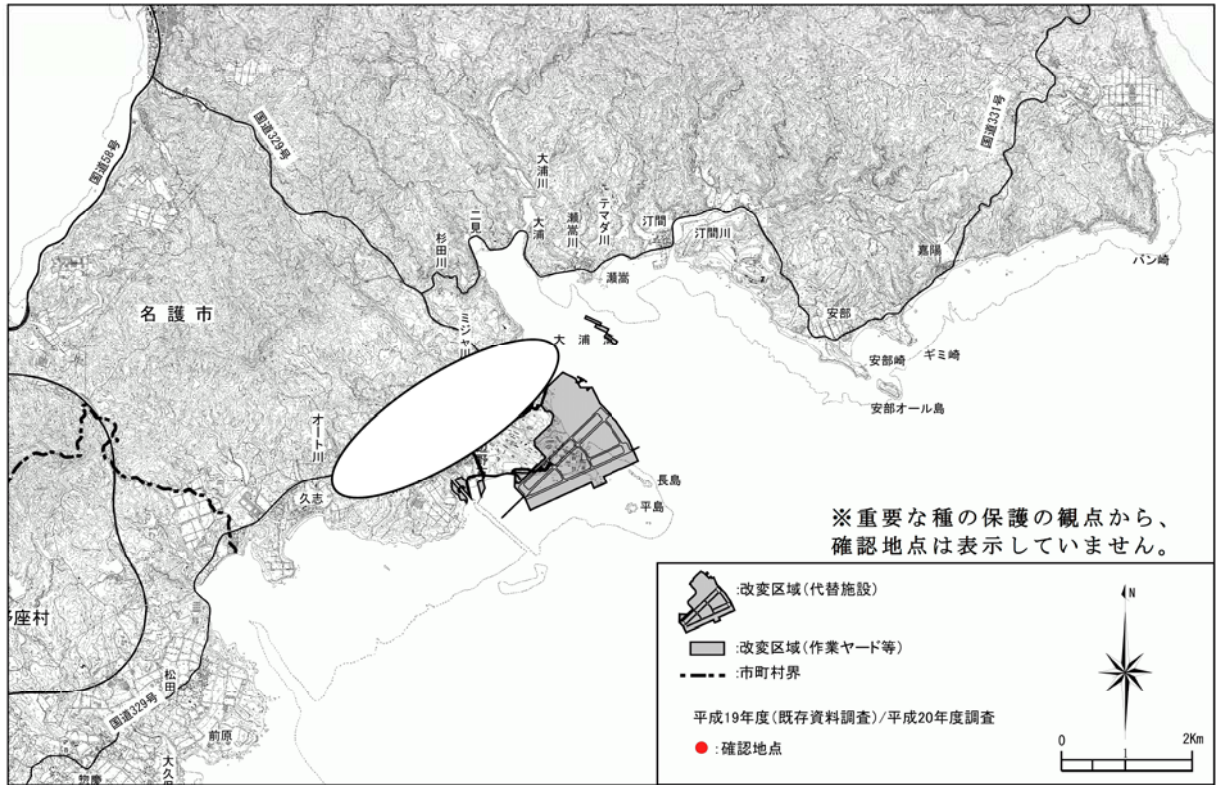 国道58号
国道329号
国道331号
大浦川
二見
大浦
瀬嵩川
テマダ川
汀間
汀間川
杉田川
瀬嵩
嘉陽
バン崎
名護市
ミジャ川
大浦
安部
安部崎
ギミ崎
安部オール島
オート川
久志
長島
平島
※重要な種の保護の観点から、
確認地点は表示していません。
座村
松田
国道329号
前原
惣慶
:改変区域(代替施設)
:改変区域(作業ヤード等)
:市町村界
平成19年度(既存資料調査)/平成20年度調査
:確認地点
N
0 1 2Km